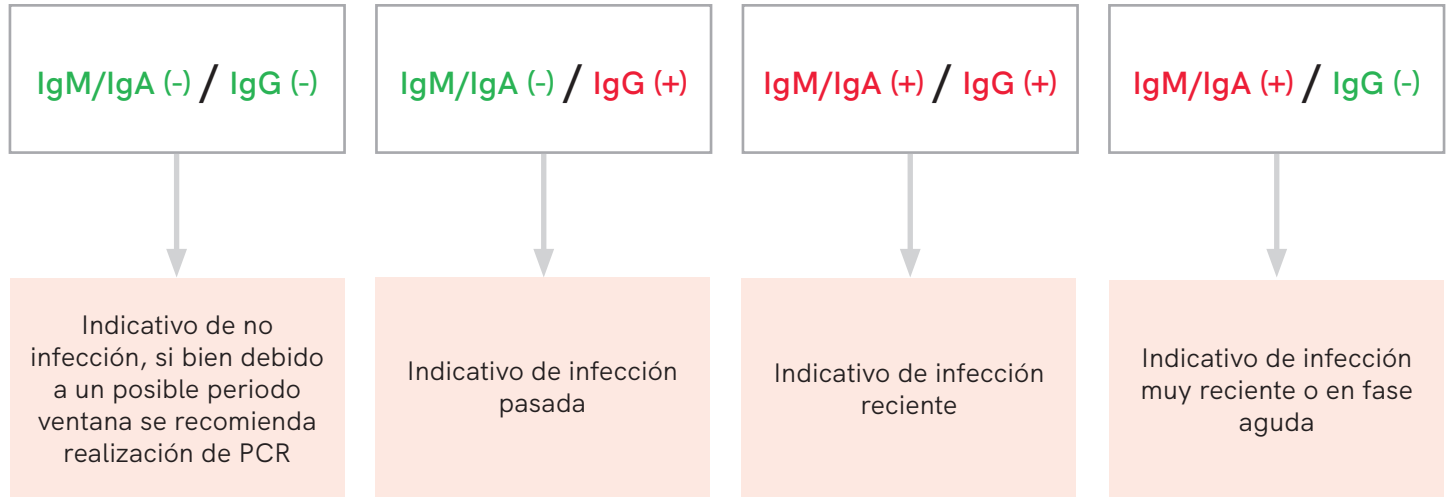 IgM/IgA (-) / IgG (-)
IgM/IgA (-) / IgG (+)
IgM/IgA (+) / IgG (+)
IgM/IgA (+) / IgG (-)
Indicativo de no
infección, si bien debido
a un posible periodo
ventana se recomienda
realización de PCR
Indicativo de infección
pasada
Indicativo de infección
reciente
Indicativo de infección
muy reciente o en fase
aguda